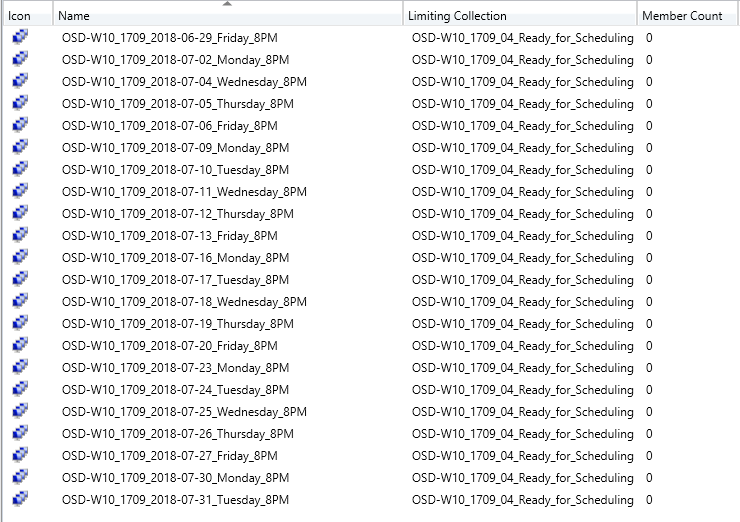 Icon Name Limiting Collection Member Count
OSD-W10_1709_2018-06-29_Friday_8PM OSD-W10_1709_04_Ready_for_Scheduling 0
OSD-W10_1709_2018-07-02_Monday_8PM OSD-W10_1709_04_Ready_for_Scheduling 0
OSD-W10_1709_2018-07-04_Wednesday_8PM OSD-W10_1709_04_Ready_for_Scheduling 0
OSD-W10_1709_2018-07-05_Thursday_8PM OSD-W10_1709_04_Ready_for_Scheduling 0
OSD-W10_1709_2018-07-06_Friday_8PM OSD-W10_1709_04_Ready_for_Scheduling 0
OSD-W10_1709_2018-07-09_Monday_8PM OSD-W10_1709_04_Ready_for_Scheduling 0
OSD-W10_1709_2018-07-10_Tuesday_8PM OSD-W10_1709_04_Ready_for_Scheduling 0
OSD-W10_1709_2018-07-11_Wednesday_8PM OSD-W10_1709_04_Ready_for_Scheduling 0
OSD-W10_1709_2018-07-12_Thursday_8PM OSD-W10_1709_04_Ready_for_Scheduling 0
OSD-W10_1709_2018-07-13_Friday_8PM OSD-W10_1709_04_Ready_for_Scheduling 0
OSD-W10_1709_2018-07-16_Monday_8PM OSD-W10_1709_04_Ready_for_Scheduling 0
OSD-W10_1709_2018-07-17_Tuesday_8PM OSD-W10_1709_04_Ready_for_Scheduling 0
OSD-W10_1709_2018-07-18_Wednesday_8PM OSD-W10_1709_04_Ready_for_Scheduling 0
OSD-W10_1709_2018-07-19_Thursday_8PM OSD-W10_1709_04_Ready_for_Scheduling 0
OSD-W10_1709_2018-07-20_Friday_8PM OSD-W10_1709_04_Ready_for_Scheduling 0
OSD-W10_1709_2018-07-23_Monday_8PM OSD-W10_1709_04_Ready_for_Scheduling 0
OSD-W10_1709_2018-07-24_Tuesday_8PM OSD-W10_1709_04_Ready_for_Scheduling 0
OSD-W10_1709_2018-07-25_Wednesday_8PM OSD-W10_1709_04_Ready_for_Scheduling 0
OSD-W10_1709_2018-07-26_Thursday_8PM OSD-W10_1709_04_Ready_for_Scheduling 0
OSD-W10_1709_2018-07-27_Friday_8PM OSD-W10_1709_04_Ready_for_Scheduling 0
OSD-W10_1709_2018-07-30_Monday_8PM OSD-W10_1709_04_Ready_for_Scheduling 0
OSD-W10_1709_2018-07-31_Tuesday_8PM OSD-W10_1709_04_Ready_for_Scheduling 0